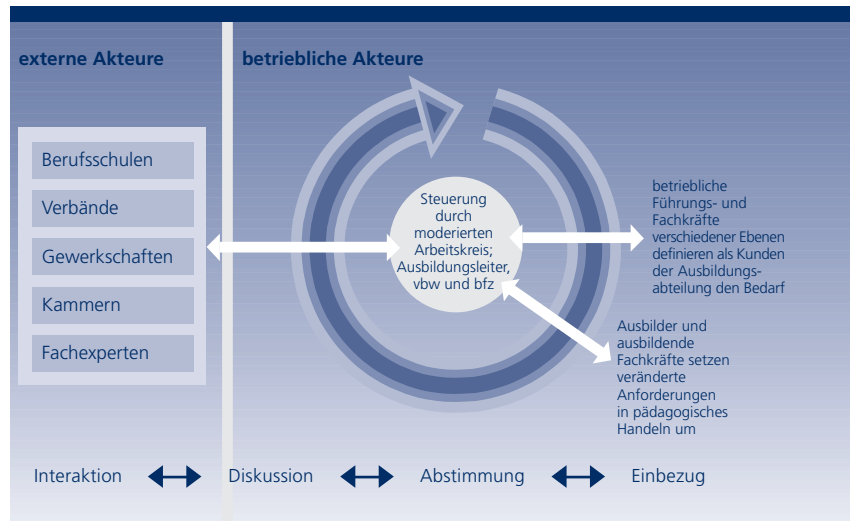 externe Akteure
betriebliche Akteure
Berufsschulen
Verbände
Gewerkschaften
Kammern
Fachexperten
Steuerung
durch
moderierten
Arbeitskreis;
Ausbildungsleiter,
vbw und bfz
betriebliche
Führungs- und
Fachkräfte
verschiedener Ebenen
definieren als Kunden
der Ausbildungs-
abteilung den Bedarf
Ausbilder und
ausbildende
Fachkräfte setzen
veränderte
Anforderungen
in pädagogisches
Handeln um
Interaktion
Diskussion
Abstimmung
Einbezug